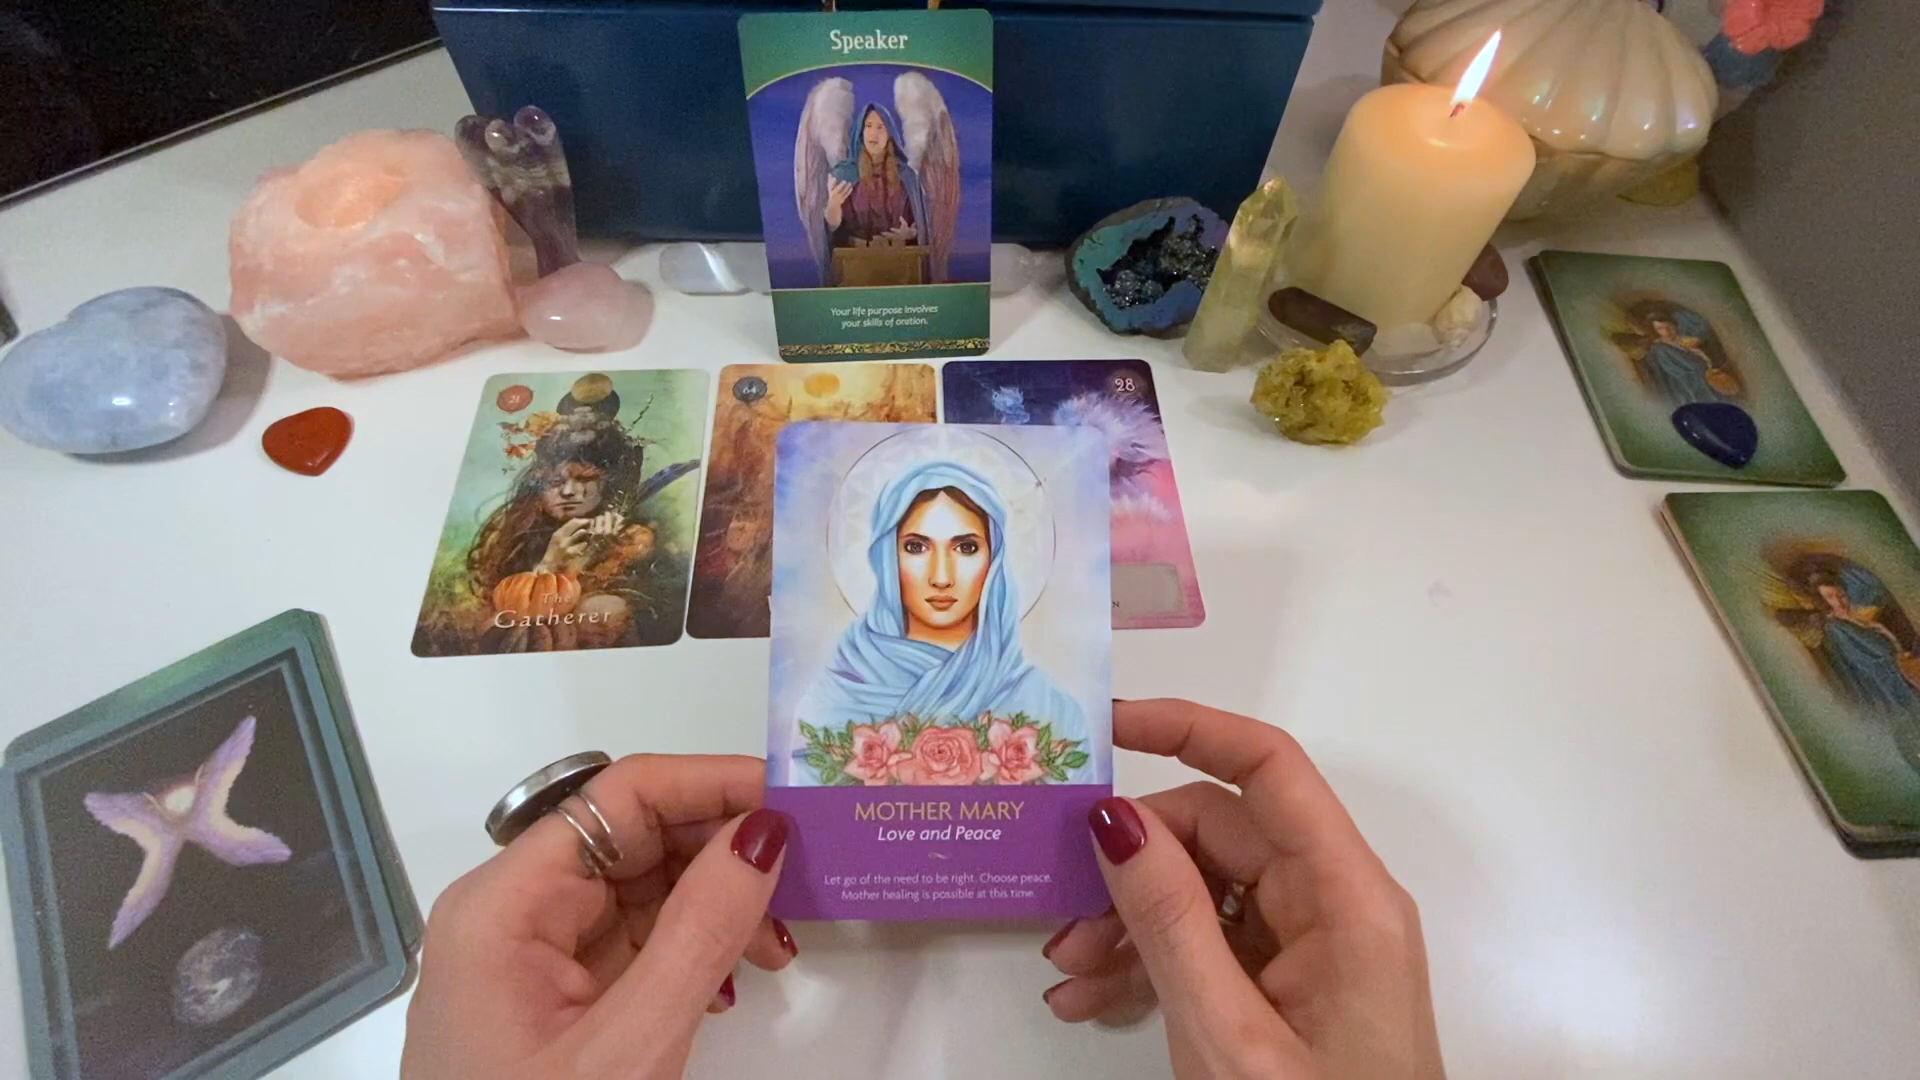 Speaker
Your life purpose involves
your skills of oration.
21
The
Gatherer
64
28
N
MOTHER MARY
Love and Peace
Let go of the need to be right. Choose peace.
Mother healing is possible at this time.